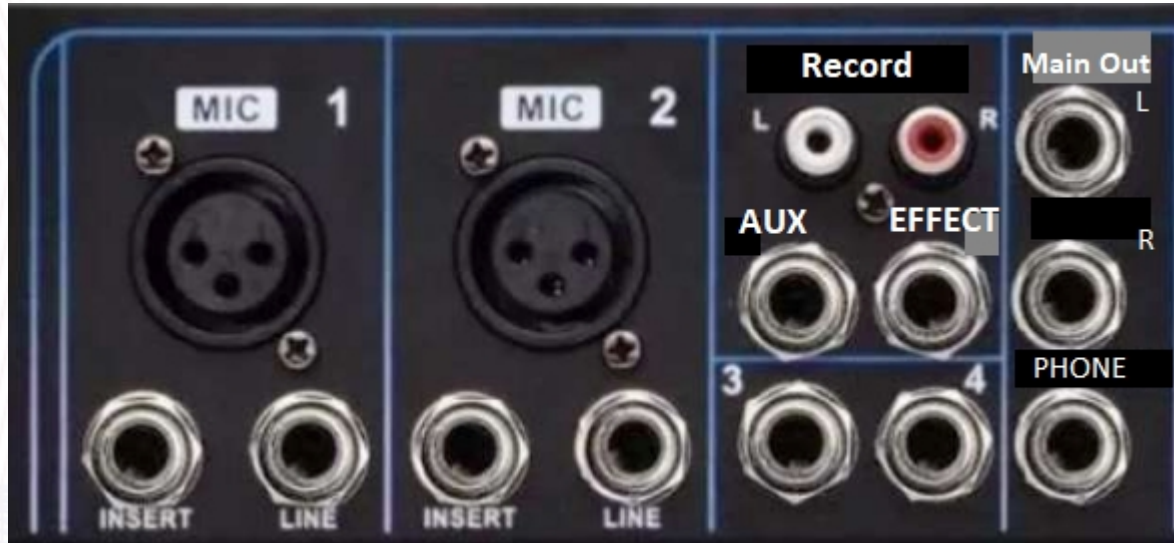 MIC 1
INSERT LINE
MIC 2
INSERT LINE
Record
L R
AUX EFFECT
3 4
Main Out
L
R
PHONE